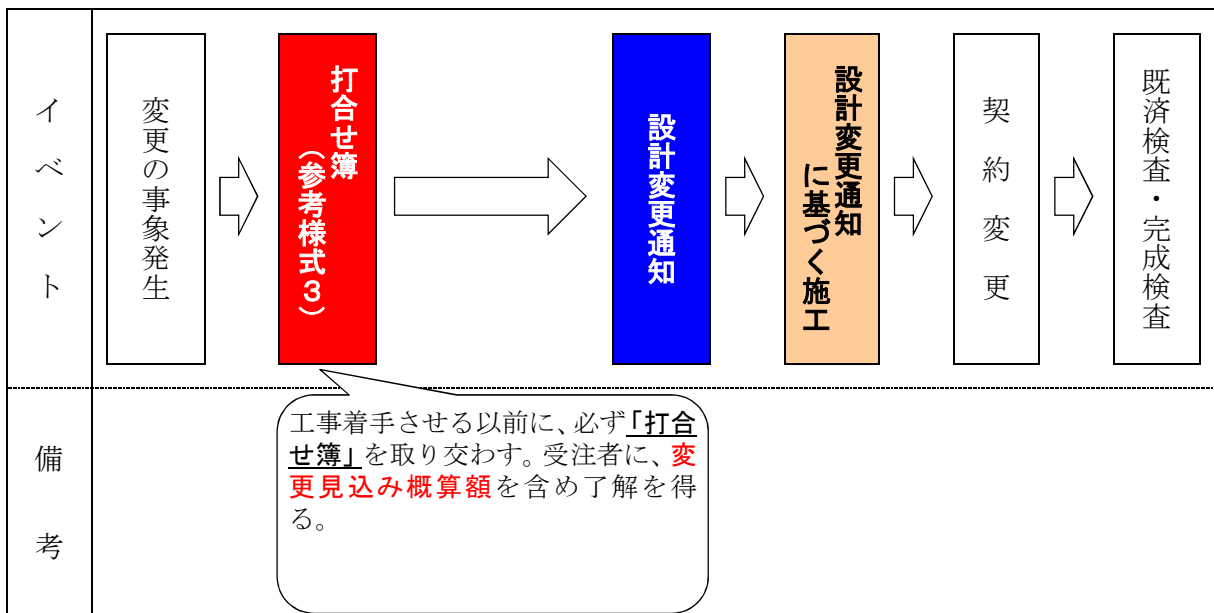 イベント
変更の事象発生
打合せ簿
（参考様式３）
設計変更通知
設計変更通知
に基づく施工
契約変更
既済検査・完成検査
備考
工事着手させる以前に、必ず「打合
せ簿」を取り交わす。受注者に、変
更見込み概算額を含め了解を得
る。